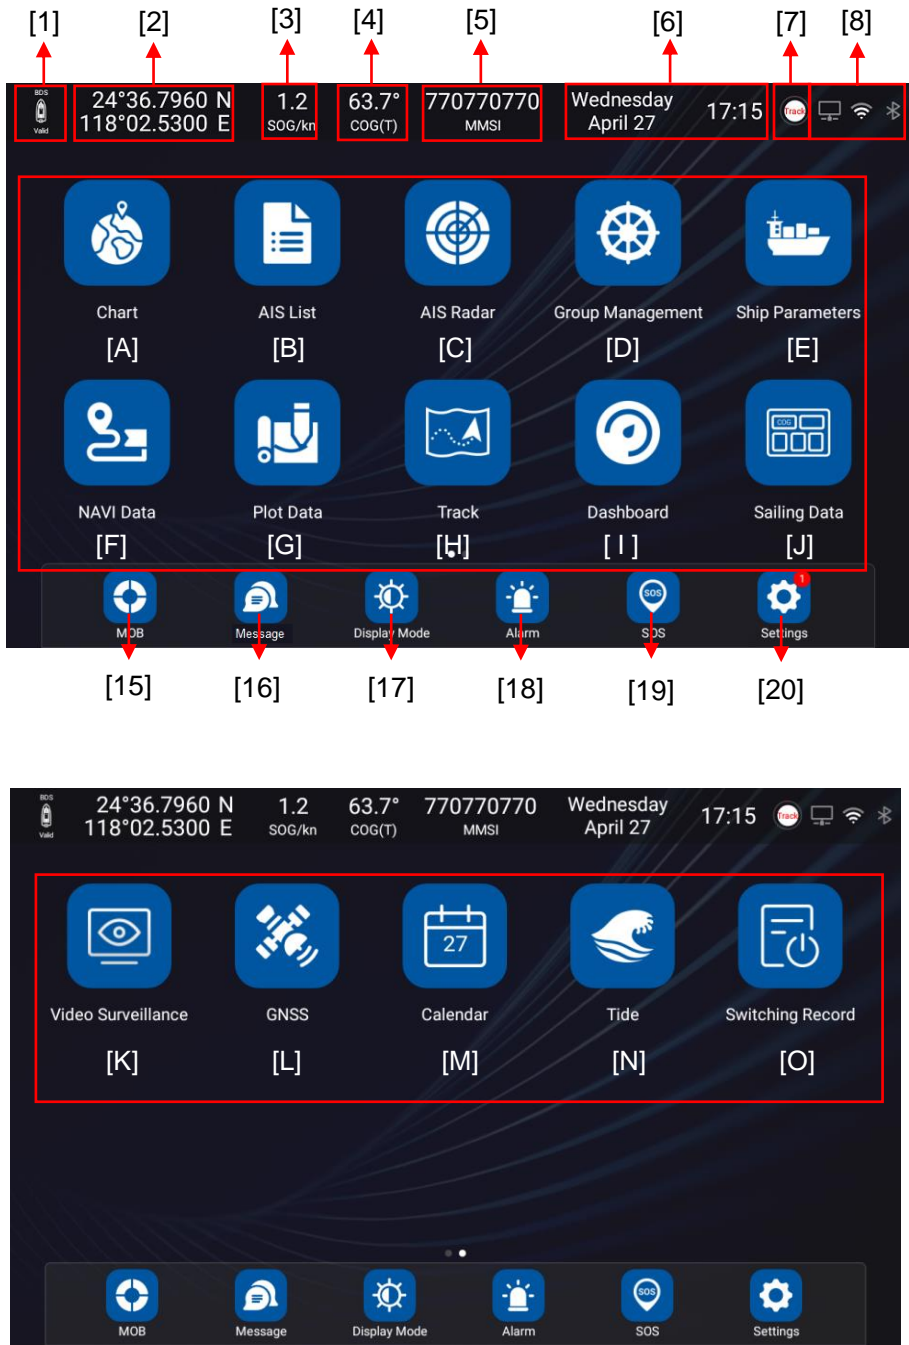 [1] [2] [3] [4] [5] [6] [7] [8]
BDS
Valid
24°36.7960 N
118°02.5300 E
1.2
SOG/kn
63.7°
COG(T)
770770770
MMSI
Wednesday
April 27
17:15
Track
Chart AIS List AIS Radar Group Management Ship Parameters
[A] [B] [C] [D] [E]
COG
NAVI Data Plot Data Track Dashboard Sailing Data
[F] [G] [H] [ I ] [J]
SOS
1
MOB Message Display Mode Alarm SOS Settings
[15] [16] [17] [18] [19] [20]
BDS
Valid
24°36.7960 N
118°02.5300 E
1.2
SOG/kn
63.7°
COG(T)
770770770
MMSI
Wednesday
April 27
17:15
Track
27
Video Surveillance GNSS Calendar Tide Switching Record
[K] [L] [M] [N] [O]
SOS
MOB Message Display Mode Alarm SOS Settings